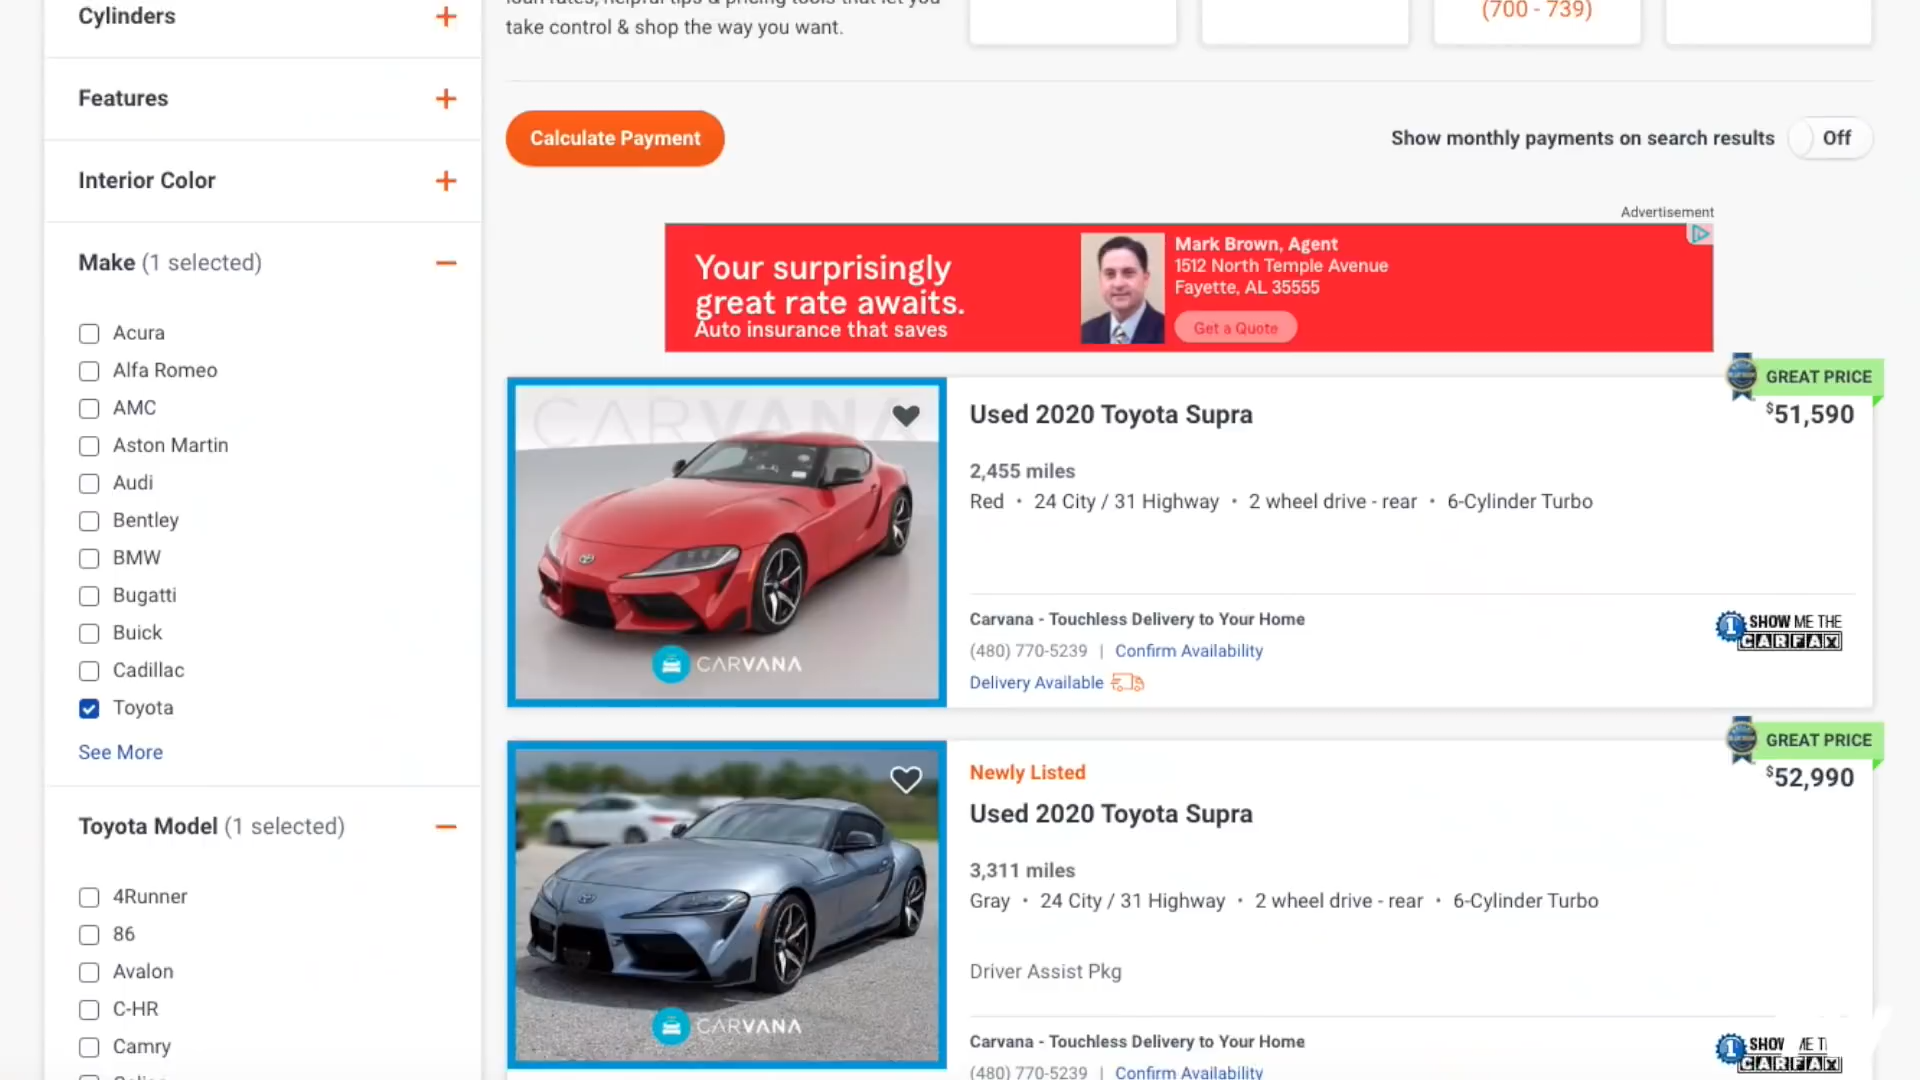 Cylinders
Features
Interior Color
Make (1 selected)
Acura
Alfa Romeo
AMC
Aston Martin
Audi
Bentley
BMW
Bugatti
Buick
Cadillac
Toyota
See More
Toyota Model (1 selected)
4Runner
86
Avalon
C-HR
Camry
take control & shop the way you want.
(700 - 739)
Calculate Payment
Show monthly payments on search results Off
Advertisement
Your surprisingly
great rate awaits.
Auto insurance that saves
Mark Brown, Agent
1512 North Temple Avenue
Fayette, AL 35555
Get a Quote
CARVANA
CARVANA
GREAT PRICE
Used 2020 Toyota Supra
$51,590
2,455 miles
Red • 24 City / 31 Highway • 2 wheel drive - rear • 6-Cylinder Turbo
Carvana - Touchless Delivery to Your Home
(480) 770-5239 | Confirm Availability
Delivery Available
1 SHOW ME THE
CARFAX
CARVANA
GREAT PRICE
Newly Listed
$52,990
Used 2020 Toyota Supra
3,311 miles
Gray • 24 City / 31 Highway • 2 wheel drive - rear • 6-Cylinder Turbo
Driver Assist Pkg
Carvana - Touchless Delivery to Your Home
(480) 770-5239 | Confirm Availability
CARFAX